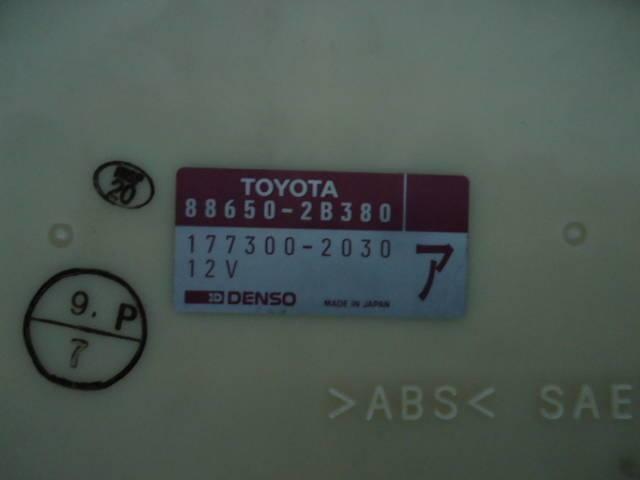 TOYOTA
88650-2B380
177300-2030
12V
ア
DENSO
MADE IN JAPAN
20
9. P
7
>ABS< SAE